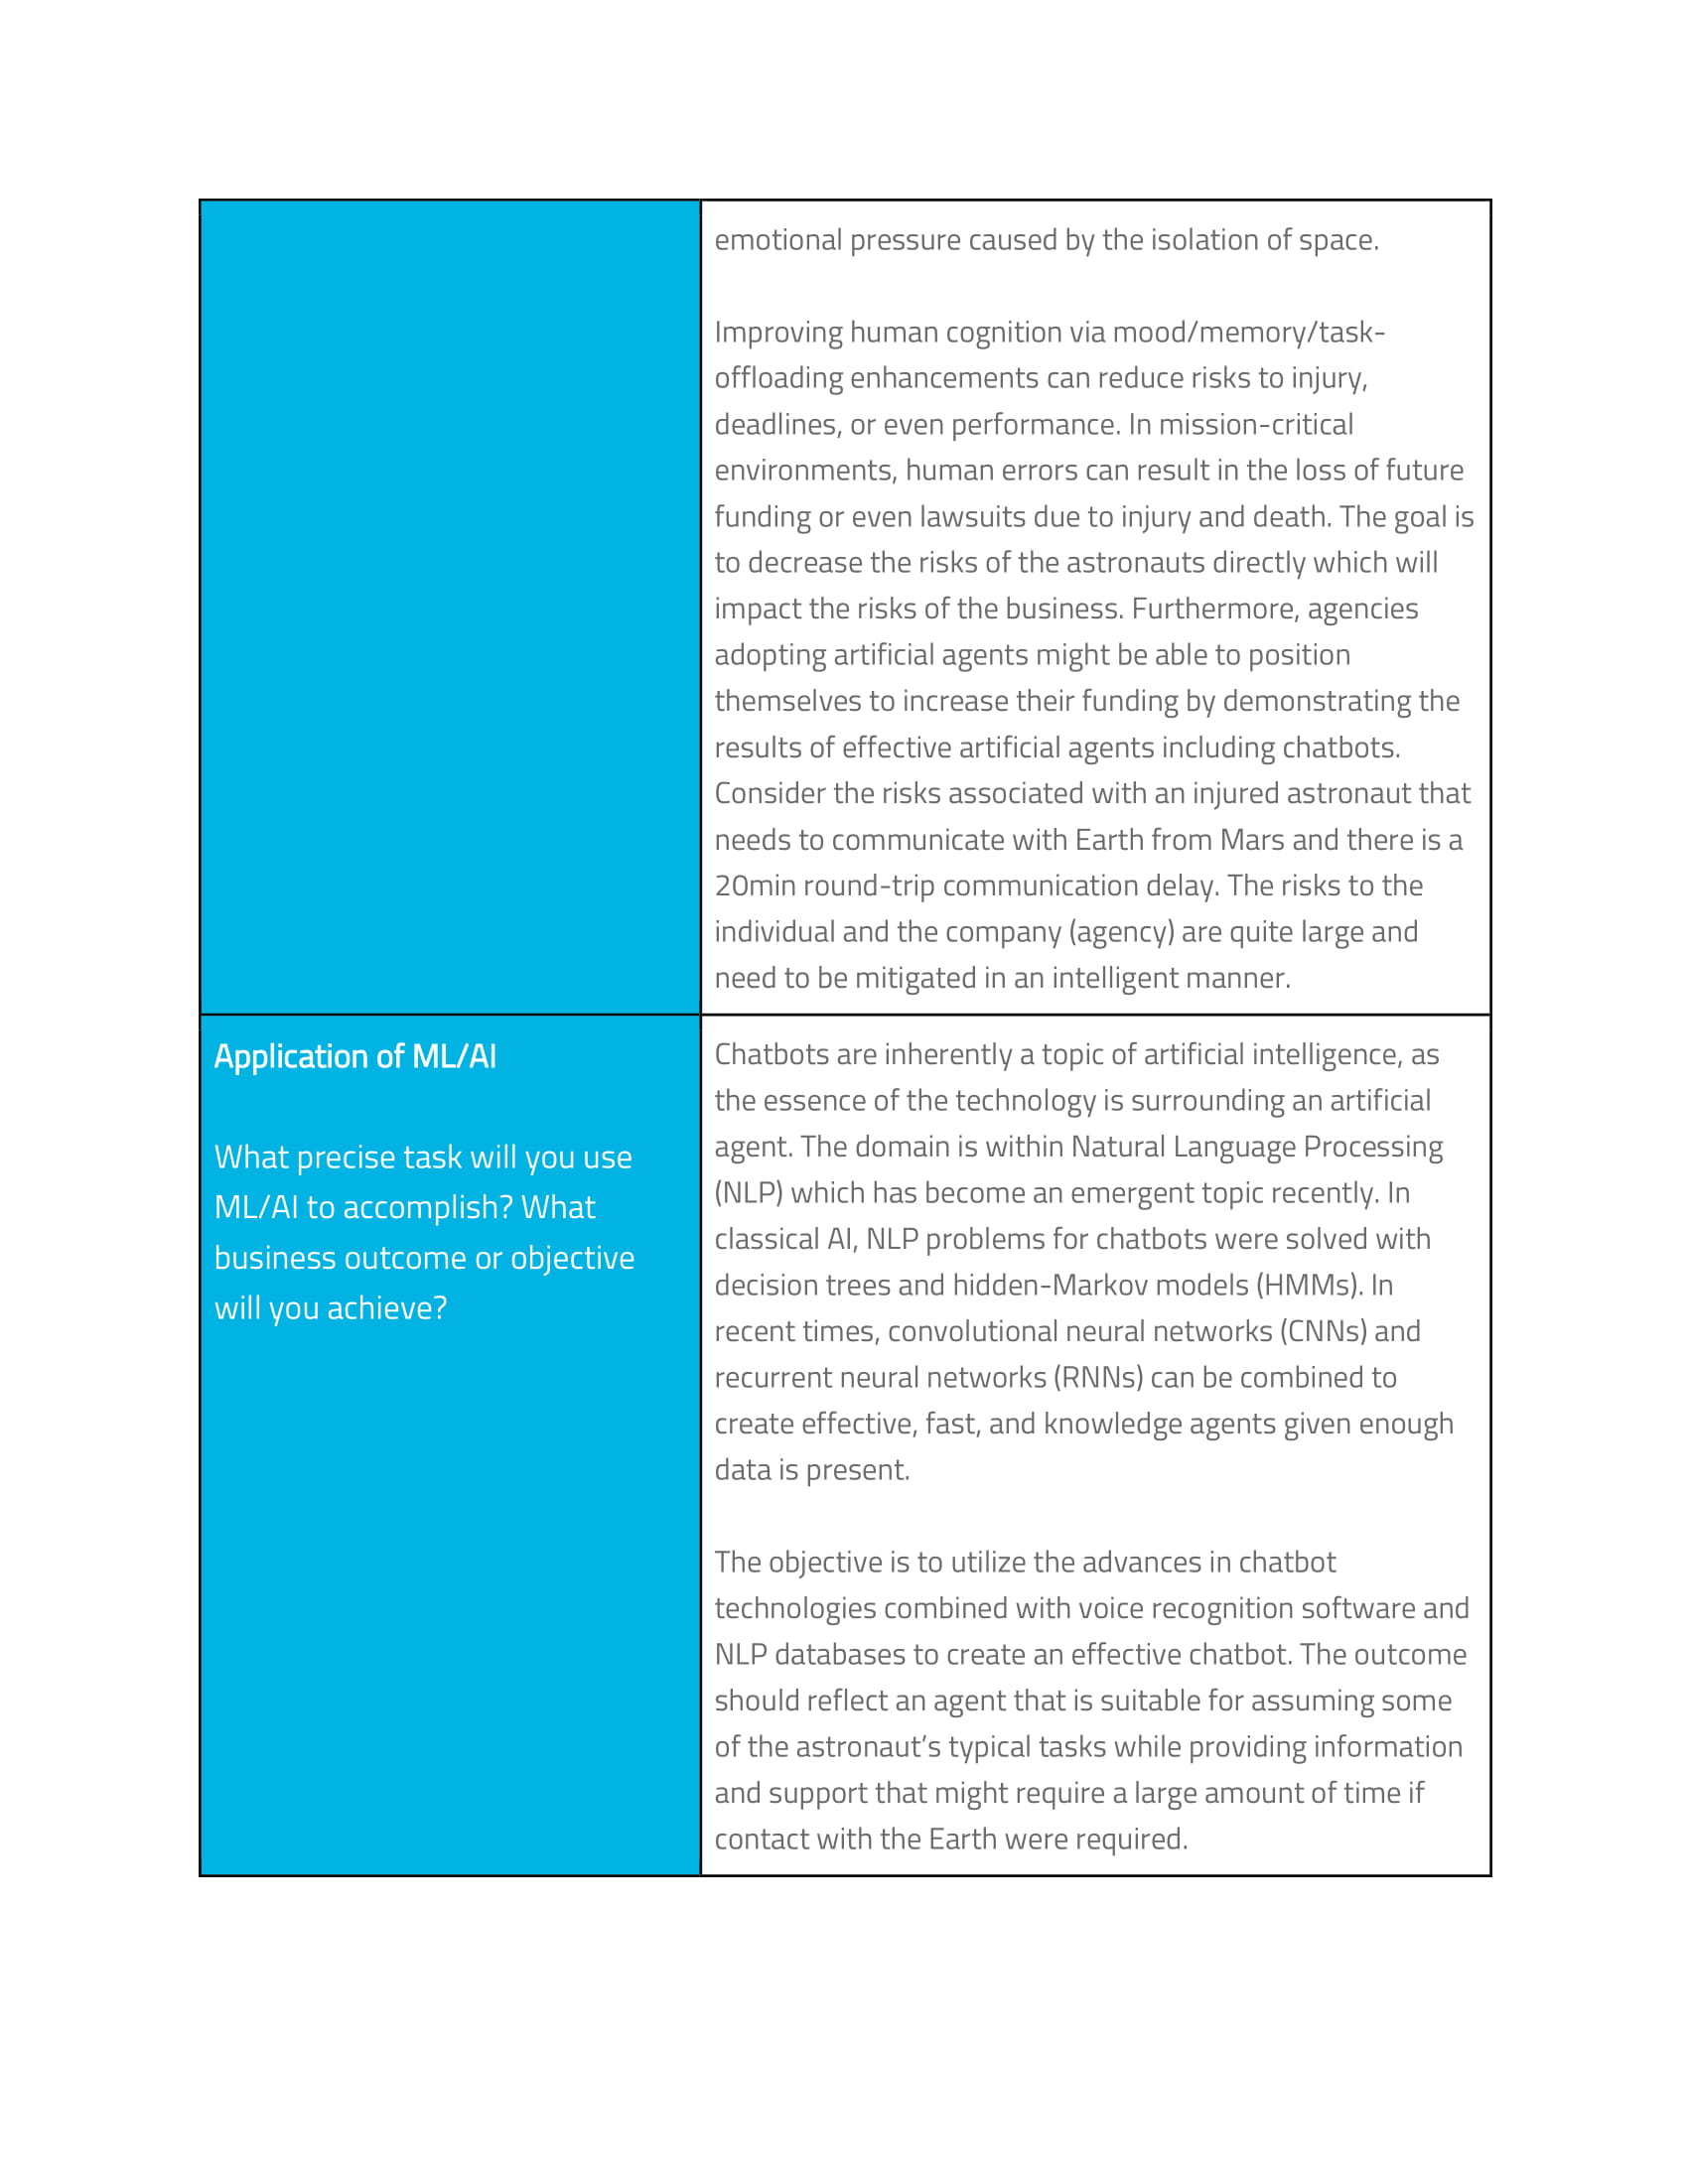 emotional pressure caused by the isolation of space.
Improving human cognition via mood/memory/task-
offloading enhancements can reduce risks to injury,
deadlines, or even performance. In mission-critical
environments, human errors can result in the loss of future
funding or even lawsuits due to injury and death. The goal is
to decrease the risks of the astronauts directly which will
impact the risks of the business. Furthermore, agencies
adopting artificial agents might be able to position
themselves to increase their funding by demonstrating the
results of effective artificial agents including chatbots.
Consider the risks associated with an injured astronaut that
needs to communicate with Earth from Mars and there is a
20min round-trip communication delay. The risks to the
individual and the company (agency) are quite large and
need to be mitigated in an intelligent manner.
Application of ML/AI
What precise task will you use
ML/AI to accomplish? What
business outcome or objective
will you achieve?
Chatbots are inherently a topic of artificial intelligence, as
the essence of the technology is surrounding an artificial
agent. The domain is within Natural Language Processing
(NLP) which has become an emergent topic recently. In
classical AI, NLP problems for chatbots were solved with
decision trees and hidden-Markov models (HMMs). In
recent times, convolutional neural networks (CNNs) and
recurrent neural networks (RNNs) can be combined to
create effective, fast, and knowledge agents given enough
data is present.
The objective is to utilize the advances in chatbot
technologies combined with voice recognition software and
NLP databases to create an effective chatbot. The outcome
should reflect an agent that is suitable for assuming some
of the astronaut’s typical tasks while providing information
and support that might require a large amount of time if
contact with the Earth were required.